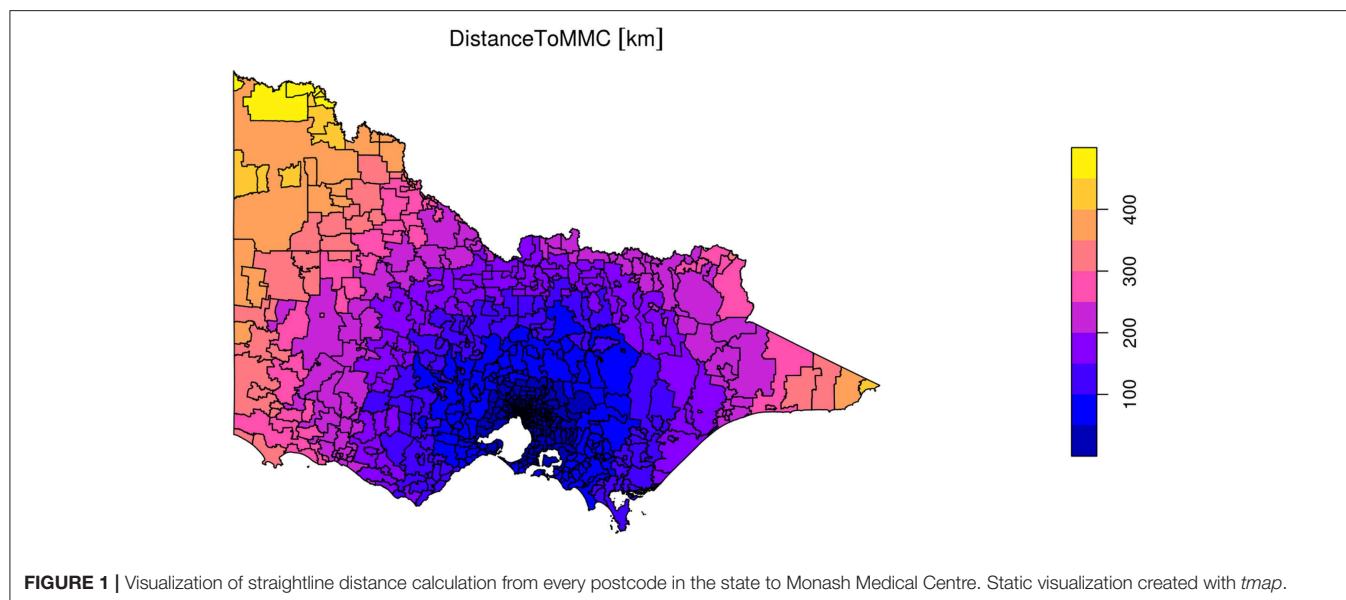 DistanceToMMC [km]
400
300
200
100
FIGURE 1 | Visualization of straightline distance calculation from every postcode in the state to Monash Medical Centre. Static visualization created with tmap.